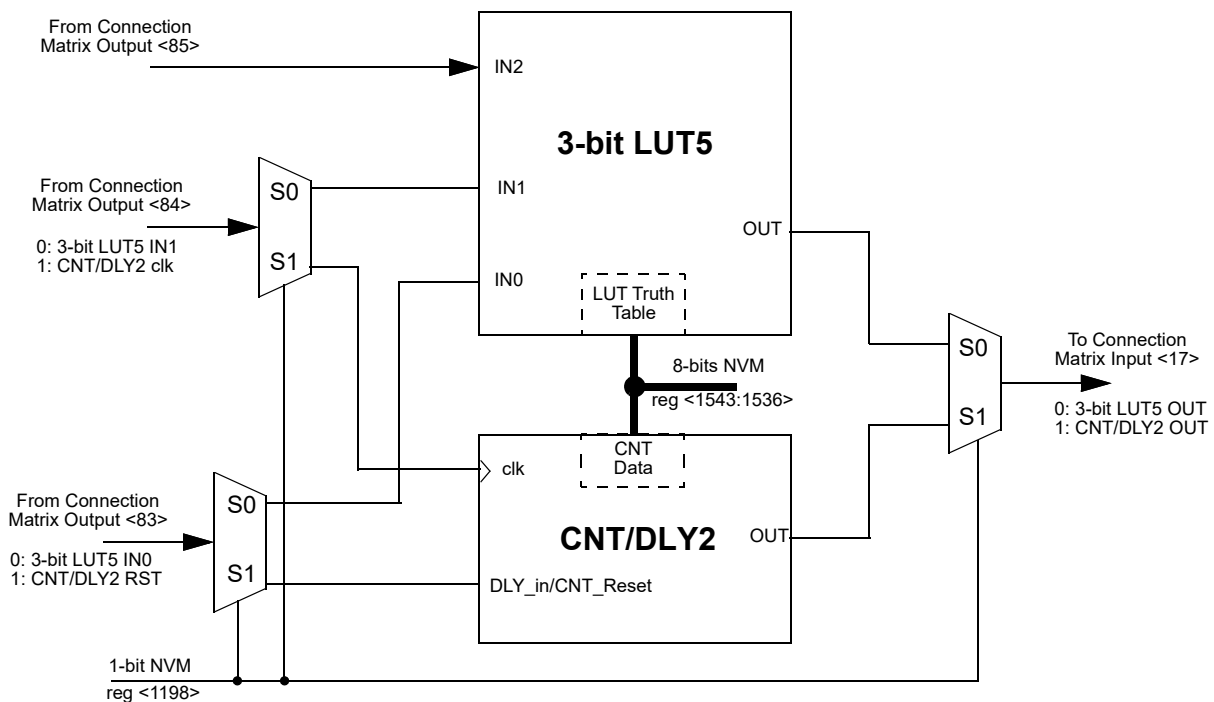 From Connection
Matrix Output <85>
IN2
3-bit LUT5
From Connection
Matrix Output <84>
S0
IN1
0: 3-bit LUT5 IN1
1: CNT/DLY2 clk
S1
OUT
IN0
LUT Truth
Table
8-bits NVM
reg <1543:1536>
S0
S1
To Connection
Matrix Input <17>
0: 3-bit LUT5 OUT
1: CNT/DLY2 OUT
CNT
Data
clk
From Connection
Matrix Output <83>
S0
0: 3-bit LUT5 IN0
1: CNT/DLY2 RST
S1
CNT/DLY2
OUT
DLY_in/CNT_Reset
1-bit NVM
reg <1198>